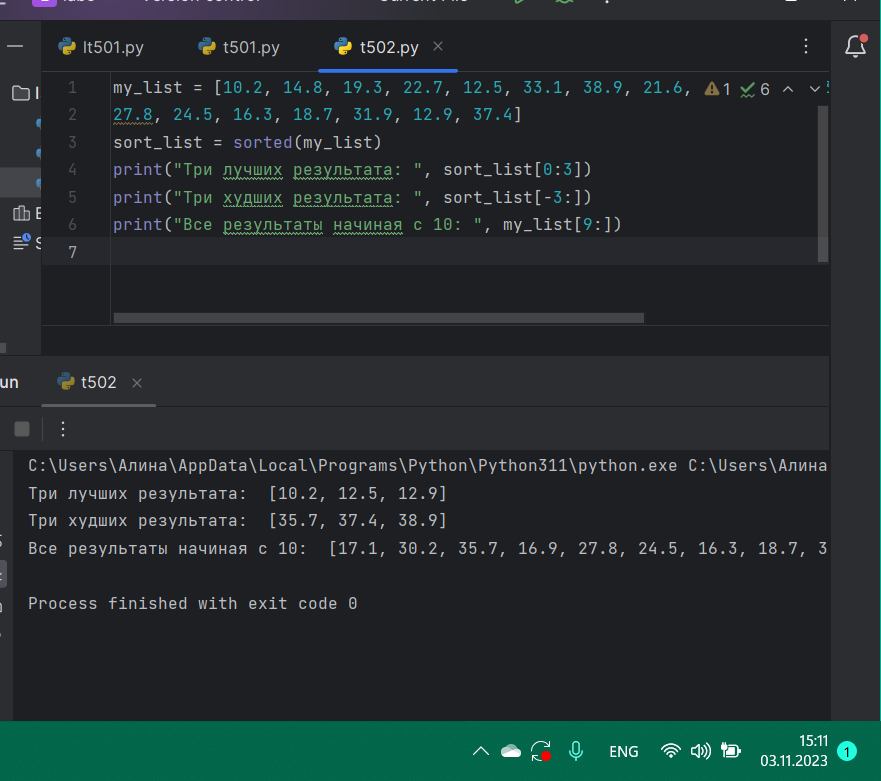 lt501.py t501.py t502.py
1 my_list = [10.2, 14.8, 19.3, 22.7, 12.5, 33.1, 38.9, 21.6, 1 6
2 27.8, 24.5, 16.3, 18.7, 31.9, 12.9, 37.4]
3 sort_list = sorted(my_list)
4 print("Три лучших результата: ", sort_list[0:3])
5 print("Три худших результата: ", sort_list[-3:])
6 print("Все результаты начиная с 10: ", my_list[9:])
7
un t502
C:\Users\Алина\AppData\Local\Programs\Python\Python311\python.exe C:\Users\Алина
Три лучших результата:  [10.2, 12.5, 12.9]
Три худших результата:  [35.7, 37.4, 38.9]
Все результаты начиная с 10:  [17.1, 30.2, 35.7, 16.9, 27.8, 24.5, 16.3, 18.7, 3
Process finished with exit code 0
ENG 15:11 1
03.11.2023